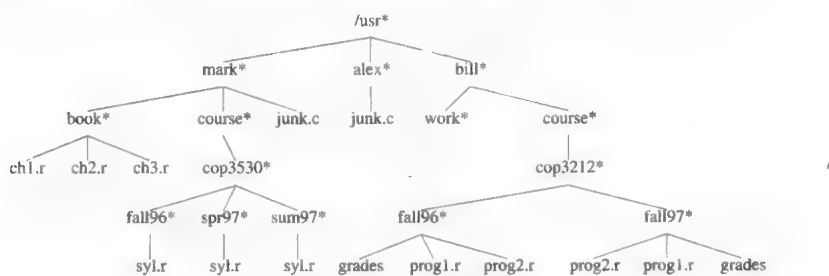 /usr*
mark* alex* bill*
book* course* junk.c junk.c work* course*
ch1.r ch2.r ch3.r cop3530* cop3212*
fall96* spr97* sum97* fall96* fall97*
syl.r syl.r syl.r grades prog1.r prog2.r prog2.r prog1.r grades